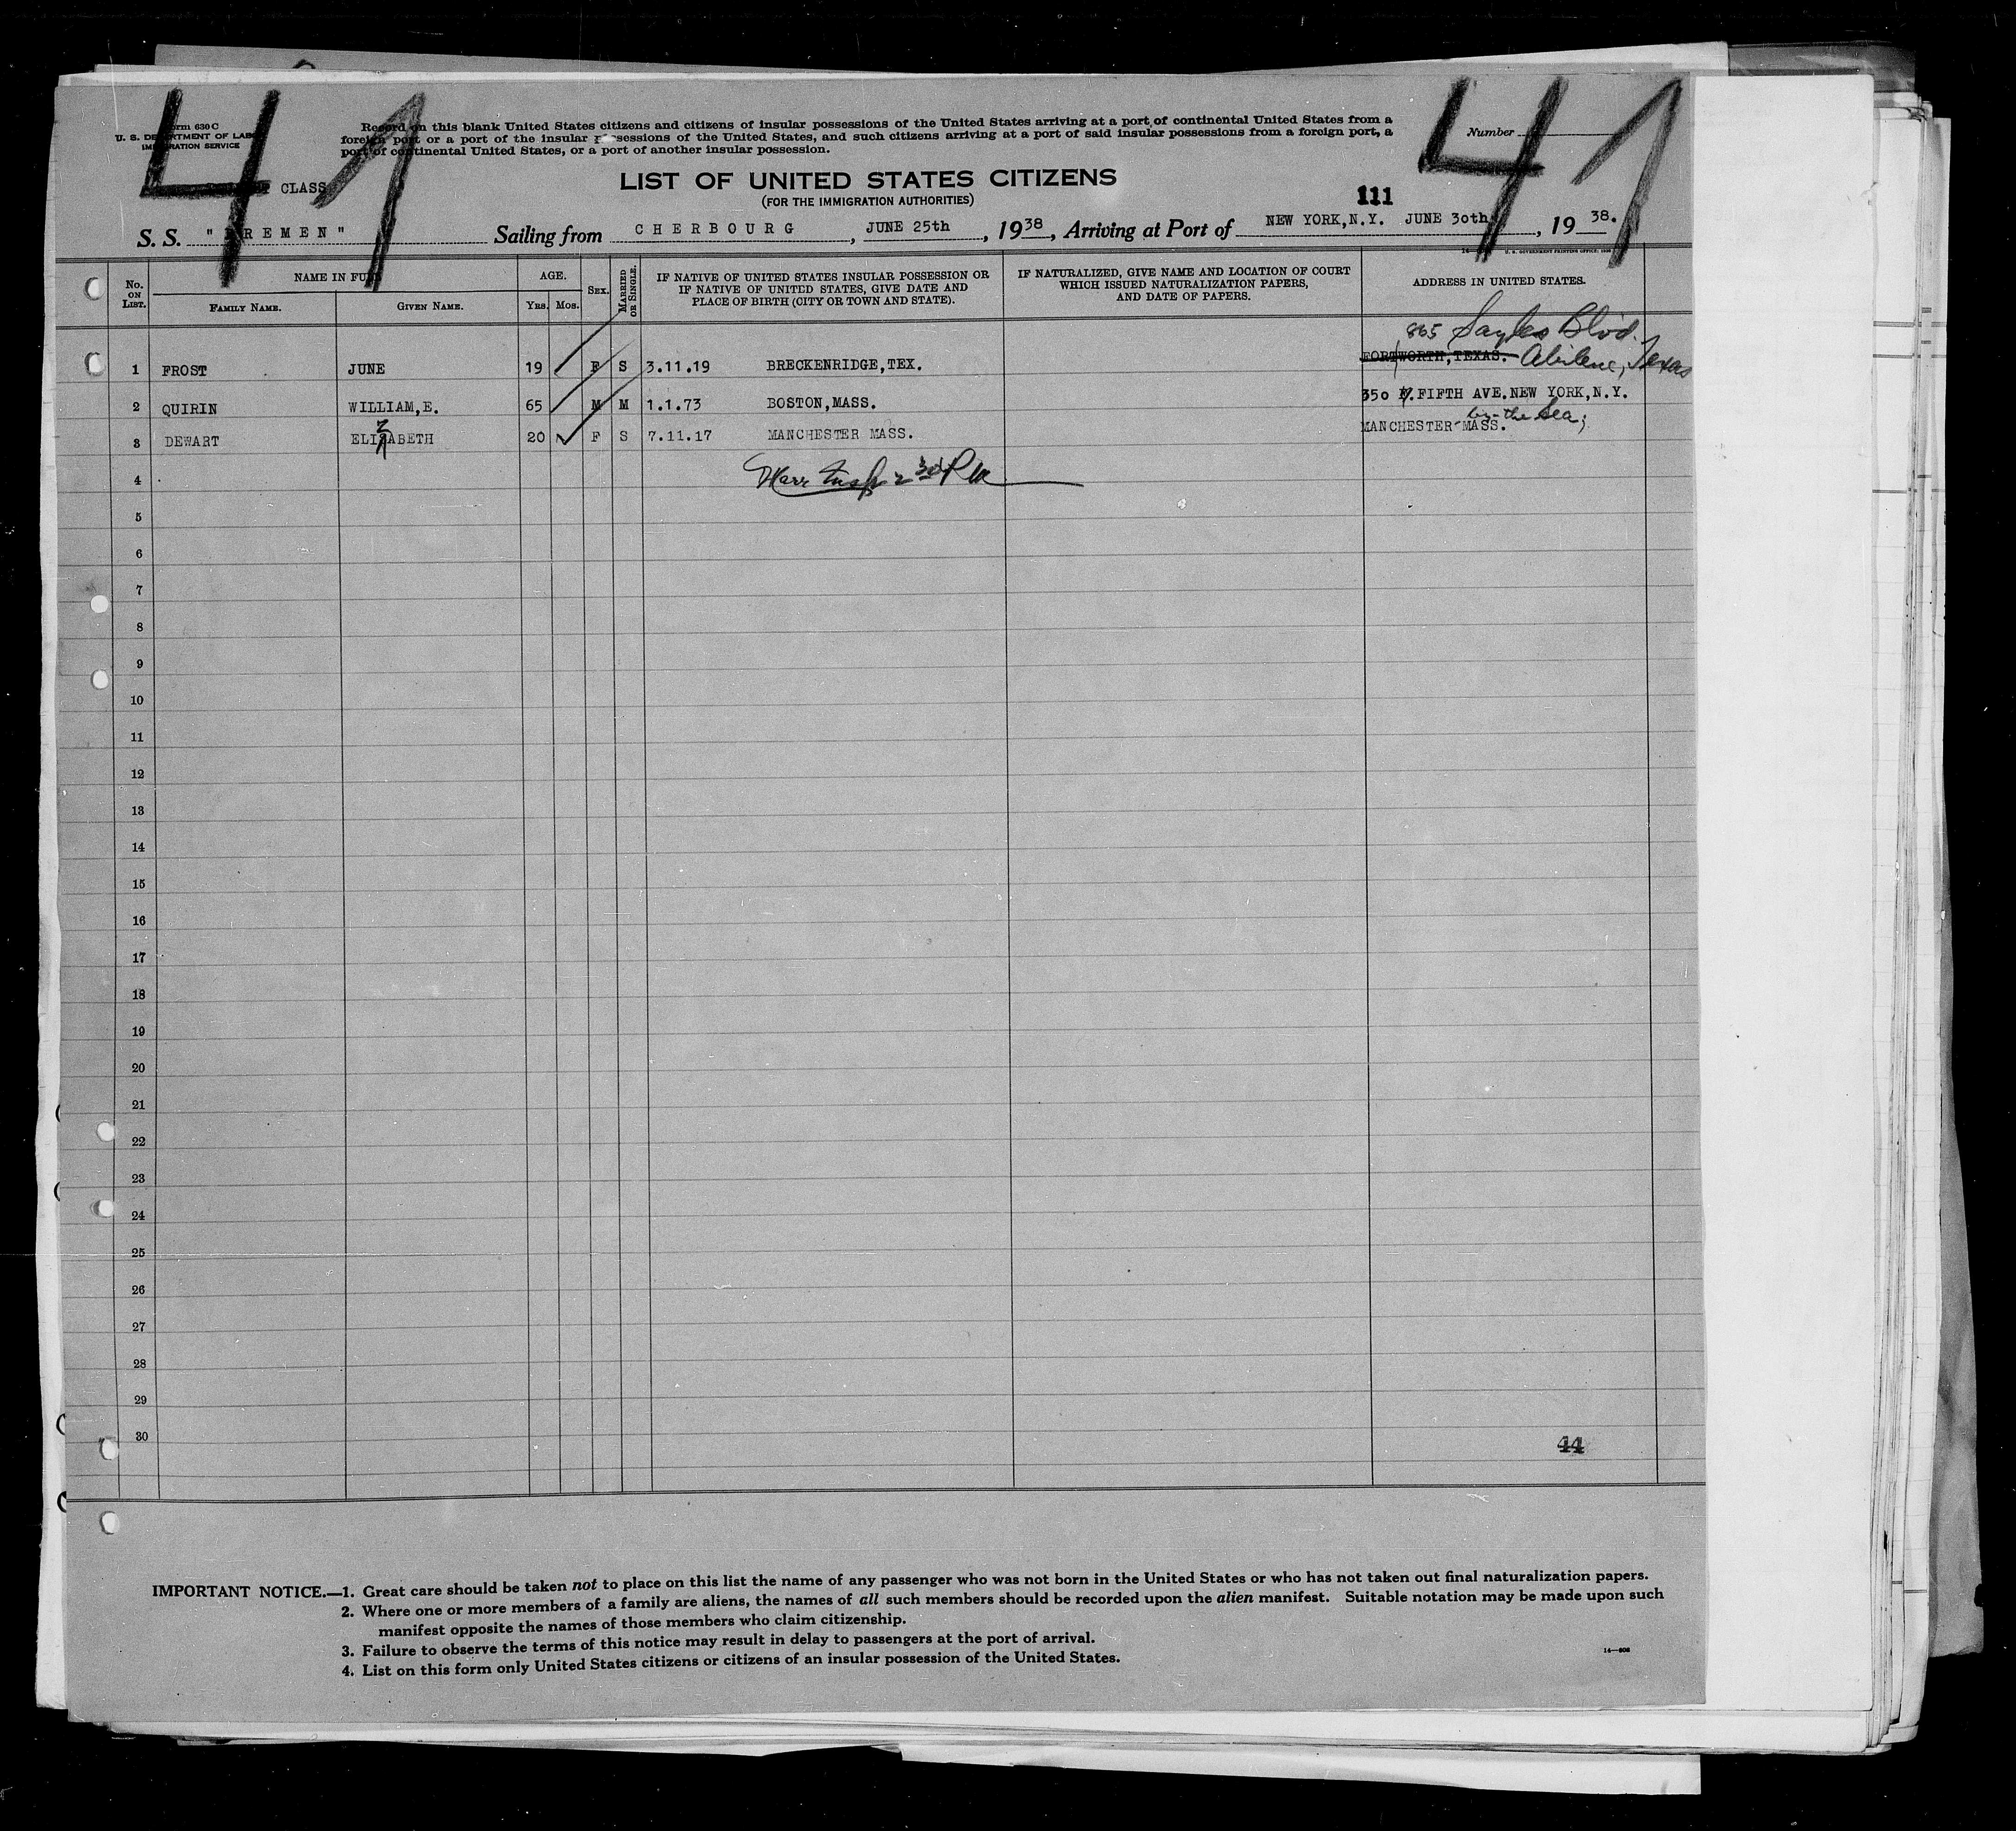 41 41
Form 630 C
U. S. DEPARTMENT OF LABOR
IMMIGRATION SERVICE
Record on this blank United States citizens and citizens of insular possessions of the United States arriving at a port of continental United States from a
foreign port or a port of the insular possessions of the United States, and such citizens arriving at a port of said insular possessions from a foreign port, a
port of continental United States, or a port of another insular possession.
Number
CLASS
LIST OF UNITED STATES CITIZENS
(FOR THE IMMIGRATION AUTHORITIES)
111
S. S. "BREMEN" Sailing from CHERBOURG, JUNE 25th, 1938, Arriving at Port of NEW YORK,N.Y. JUNE 30th, 1938.
U. S. GOVERNMENT PRINTING OFFICE
No. ON LIST. NAME IN FULL AGE. SEX. MARRIED OR SINGLE. IF NATIVE OF UNITED STATES INSULAR POSSESSION OR IF NATIVE OF UNITED STATES, GIVE DATE AND PLACE OF BIRTH (CITY OR TOWN AND STATE). IF NATURALIZED, GIVE NAME AND LOCATION OF COURT WHICH ISSUED NATURALIZATION PAPERS, AND DATE OF PAPERS. ADDRESS IN UNITED STATES.
FAMILY NAME. GIVEN NAME. YRS. MOS.
865 Sayles Blvd.
1 FROST JUNE 19 F S 3.11.19 BRECKENRIDGE,TEX. FORTWORTH,TEXAS. Abilene, Texas
2 QUIRIN WILLIAM,E. 65 M M 1.1.73 BOSTON,MASS. 350 FIFTH AVE.NEW YORK,N.Y.
by-the Sea;
3 DEWART ELIZABETH 20 F S 7.11.17 MANCHESTER MASS. MANCHESTER MASS.
4
5
6
7
8
9
10
11
12
13
14
15
16
17
18
19
20
21
22
23
24
25
26
27
28
29
30
44
IMPORTANT NOTICE.—1. Great care should be taken not to place on this list the name of any passenger who was not born in the United States or who has not taken out final naturalization papers.
2. Where one or more members of a family are aliens, the names of all such members should be recorded upon the alien manifest. Suitable notation may be made upon such
manifest opposite the names of those members who claim citizenship.
3. Failure to observe the terms of this notice may result in delay to passengers at the port of arrival.
4. List on this form only United States citizens or citizens of an insular possession of the United States.